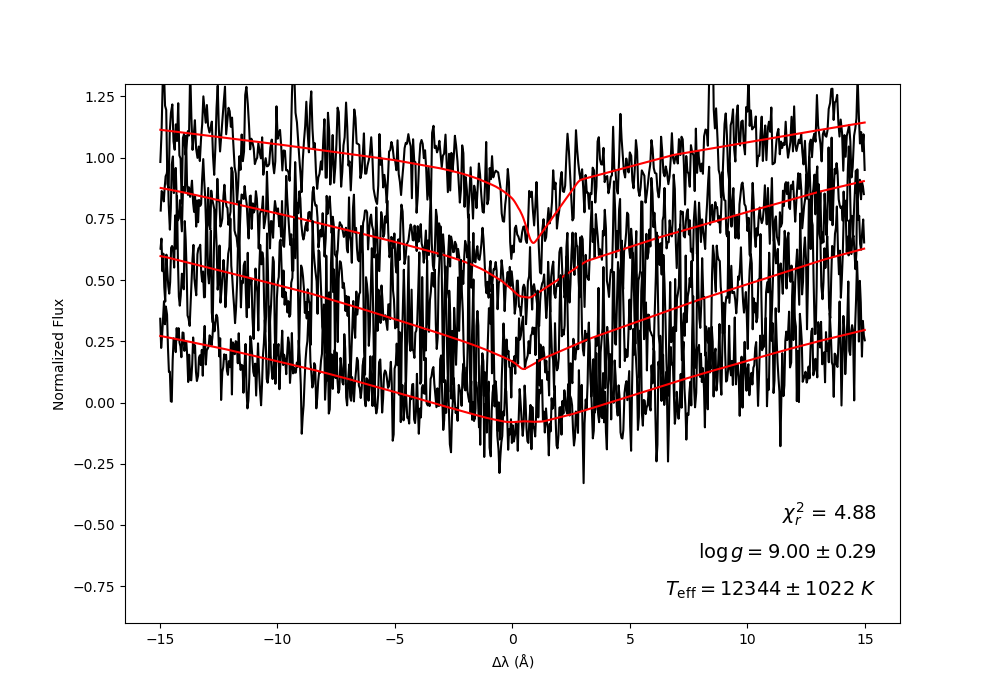 1.25
1.00
0.75
0.50
0.25
0.00
−0.25
−0.50
−0.75
Normalized Flux
χ²ᵣ = 4.88
log g = 9.00 ± 0.29
T_eff = 12344 ± 1022 K
−15 −10 −5 0 5 10 15
Δλ (Å)